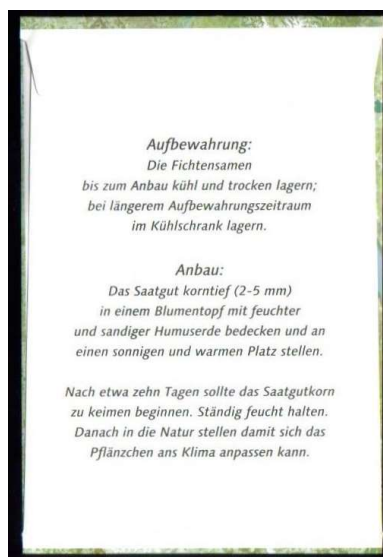 Aufbewahrung:
Die Fichtensamen
bis zum Anbau kühl und trocken lagern;
bei längerem Aufbewahrungszeitraum
im Kühlschrank lagern.
Anbau:
Das Saatgut korntief (2-5 mm)
in einem Blumentopf mit feuchter
und sandiger Humuserde bedecken und an
einen sonnigen und warmen Platz stellen.
Nach etwa zehn Tagen sollte das Saatgutkorn
zu keimen beginnen. Ständig feucht halten.
Danach in die Natur stellen damit sich das
Pflänzchen ans Klima anpassen kann.